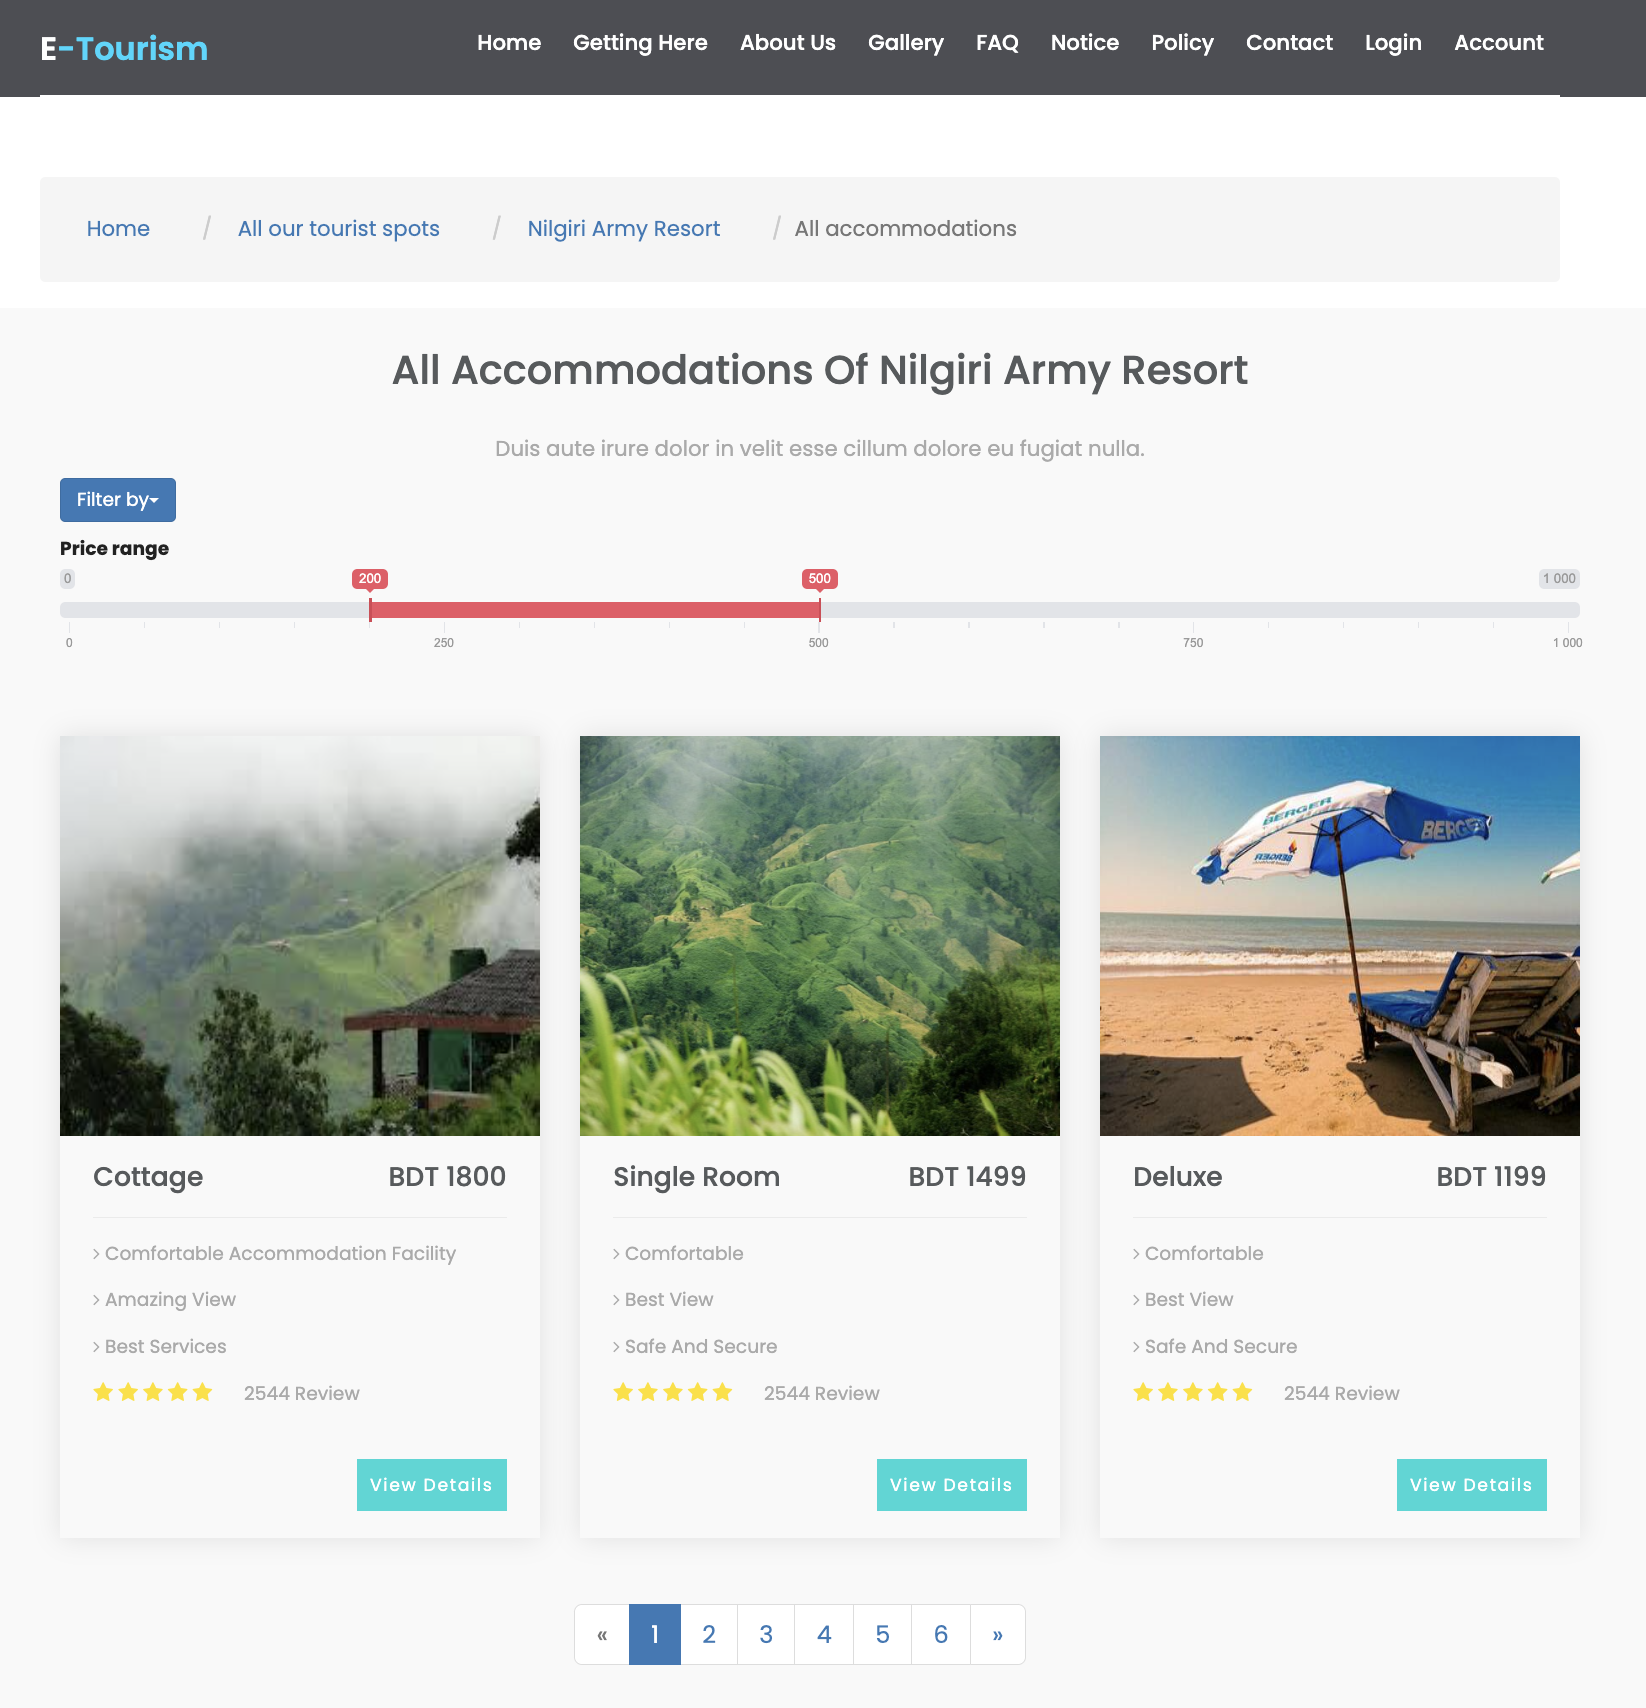 E-Tourism
Home Getting Here About Us Gallery FAQ Notice Policy Contact Login Account
Home / All our tourist spots / Nilgiri Army Resort / All accommodations
All Accommodations Of Nilgiri Army Resort
Duis aute irure dolor in velit esse cillum dolore eu fugiat nulla.
Filter by
Price range
0 200 500 1 000
0 250 500 750 1 000
BERGER
BERGER
BERGER
Cottage BDT 1800
Comfortable Accommodation Facility
Amazing View
Best Services
2544 Review
View Details
Single Room BDT 1499
Comfortable
Best View
Safe And Secure
2544 Review
View Details
Deluxe BDT 1199
Comfortable
Best View
Safe And Secure
2544 Review
View Details
« 1 2 3 4 5 6 »